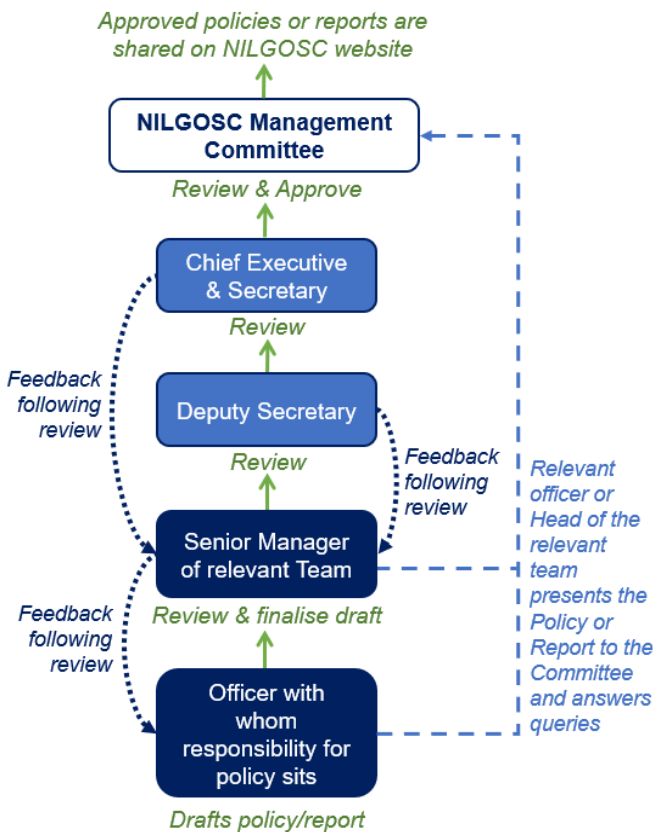 Approved policies or reports are
shared on NILGOSC website
NILGOSC Management
Committee
Review & Approve
Chief Executive
& Secretary
Review
Feedback
following
review
Deputy Secretary
Review
Feedback
following
review
Senior Manager
of relevant Team
Review & finalise draft
Feedback
following
review
Officer with
whom
responsibility for
policy sits
Drafts policy/report
Relevant
officer or
Head of the
relevant
team
presents the
Policy or
Report to the
Committee
and answers
queries